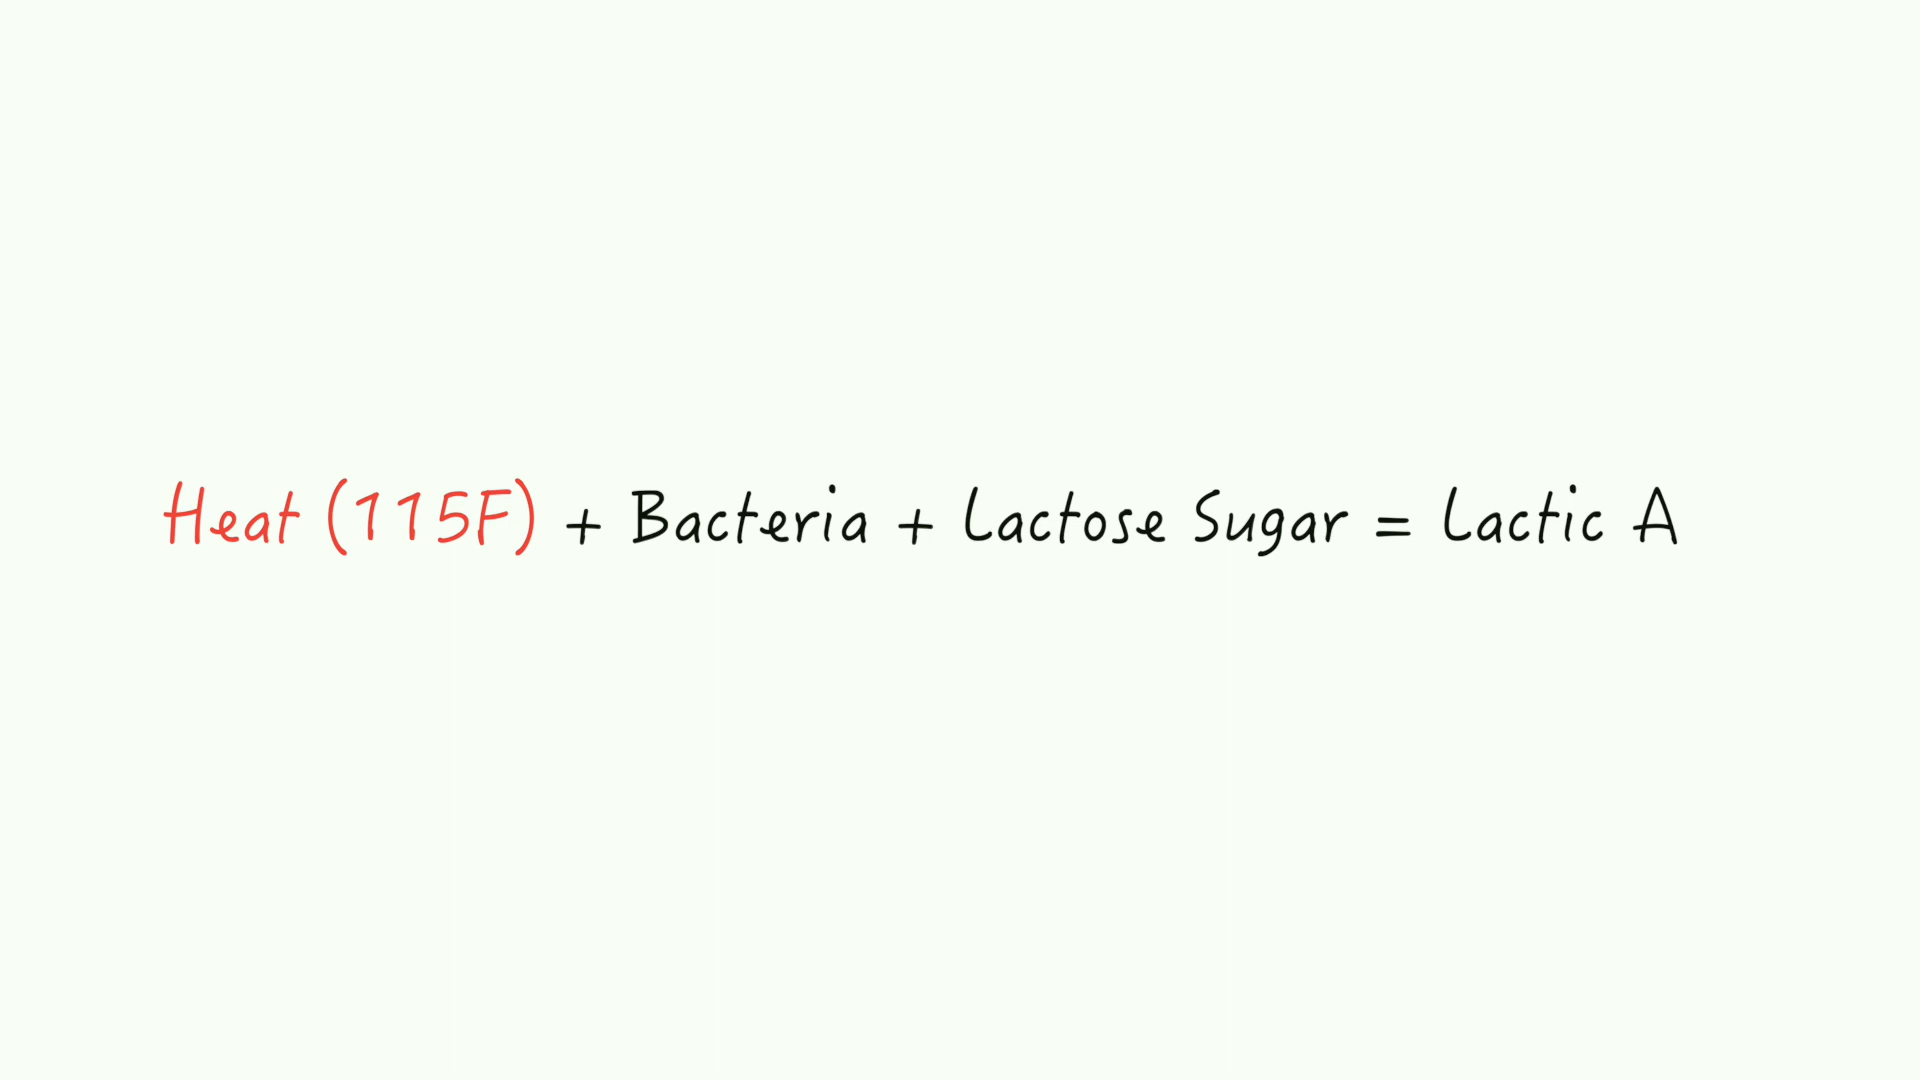 Heat (115F) + Bacteria + Lactose Sugar = Lactic A